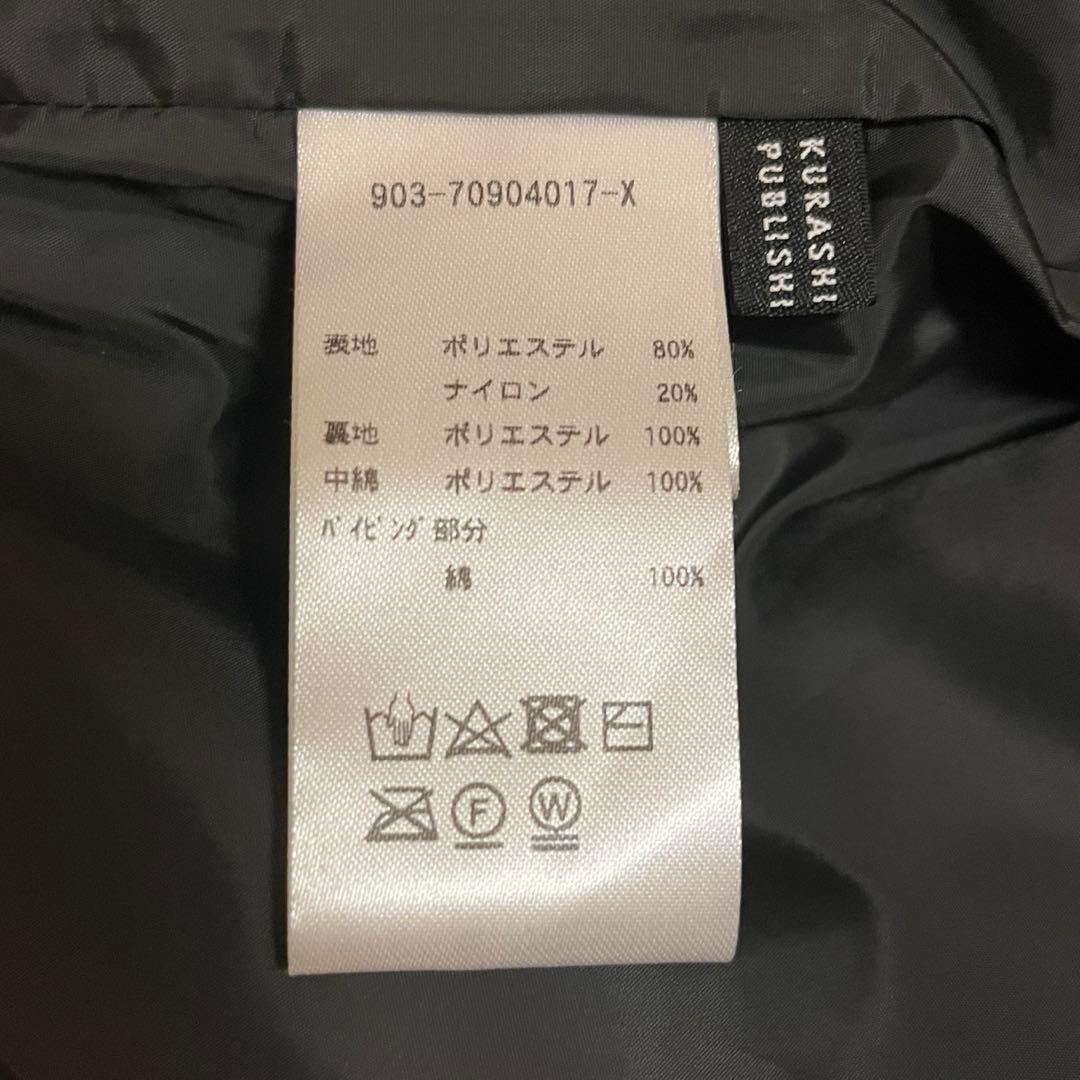 903-70904017-X
KURASHI
PUBLISHI
表地 ポリエステル 80%
ナイロン 20%
裏地 ポリエステル 100%
中綿 ポリエステル 100%
ﾊﾟｲﾋﾟﾝｸﾞ部分
綿 100%
F W